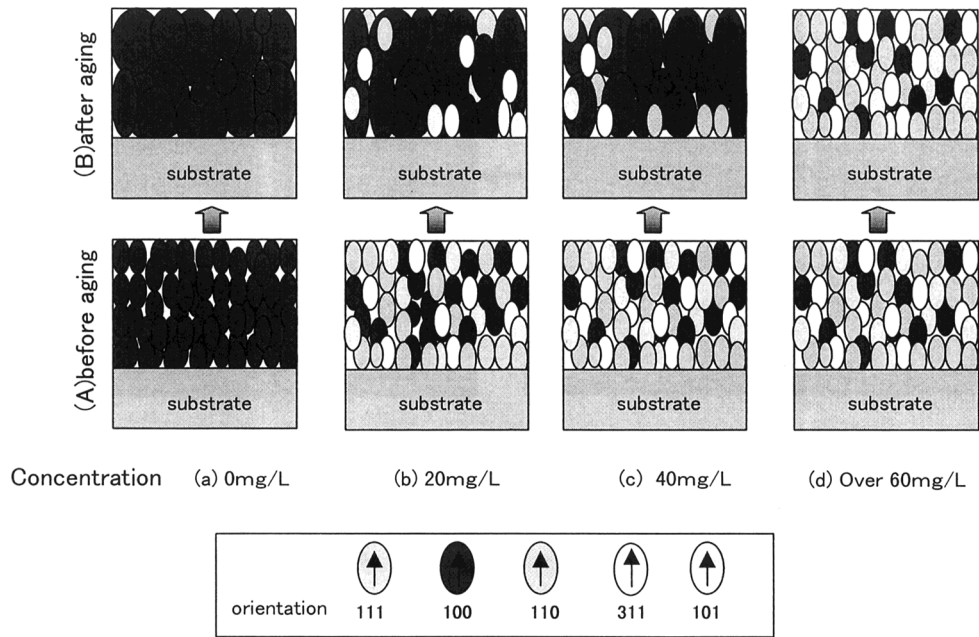 (B)after aging
substrate substrate substrate substrate
(A)before aging
substrate substrate substrate substrate
Concentration (a) 0mg/L (b) 20mg/L (c) 40mg/L (d) Over 60mg/L
orientation 111 100 110 311 101